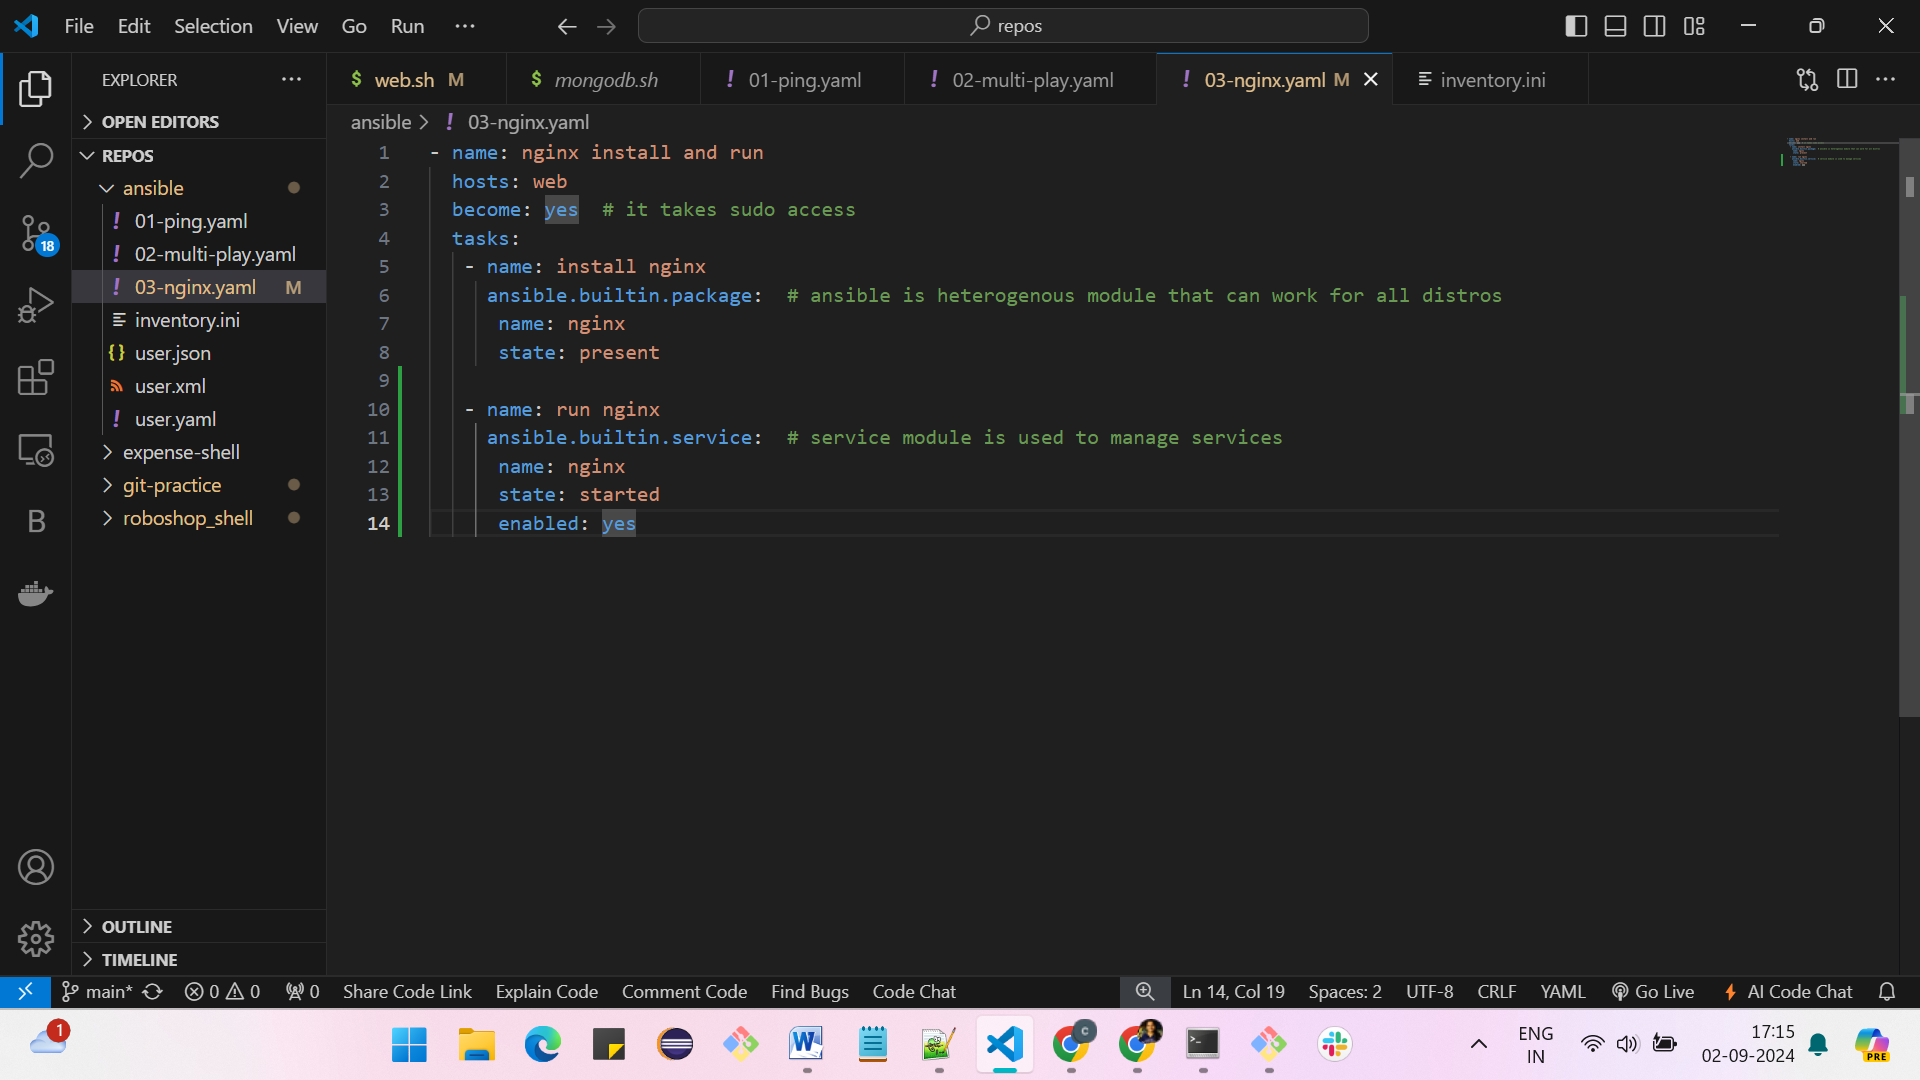 File Edit Selection View Go Run ··· repos
EXPLORER ···
OPEN EDITORS
REPOS
ansible
! 01-ping.yaml
! 02-multi-play.yaml
! 03-nginx.yaml M
inventory.ini
{} user.json
user.xml
! user.yaml
expense-shell
git-practice
roboshop_shell
OUTLINE
TIMELINE
18
B
$ web.sh M $ mongodb.sh ! 01-ping.yaml ! 02-multi-play.yaml ! 03-nginx.yaml M inventory.ini ···
ansible > ! 03-nginx.yaml
1 - name: nginx install and run
2 hosts: web
3 become: yes # it takes sudo access
4 tasks:
5 - name: install nginx
6 ansible.builtin.package: # ansible is heterogenous module that can work for all distros
7 name: nginx
8 state: present
9
10 - name: run nginx
11 ansible.builtin.service: # service module is used to manage services
12 name: nginx
13 state: started
14 enabled: yes
main* 0 0 0 Share Code Link Explain Code Comment Code Find Bugs Code Chat Ln 14, Col 19 Spaces: 2 UTF-8 CRLF YAML Go Live AI Code Chat
1 W C ENG
IN
17:15
02-09-2024
PRE